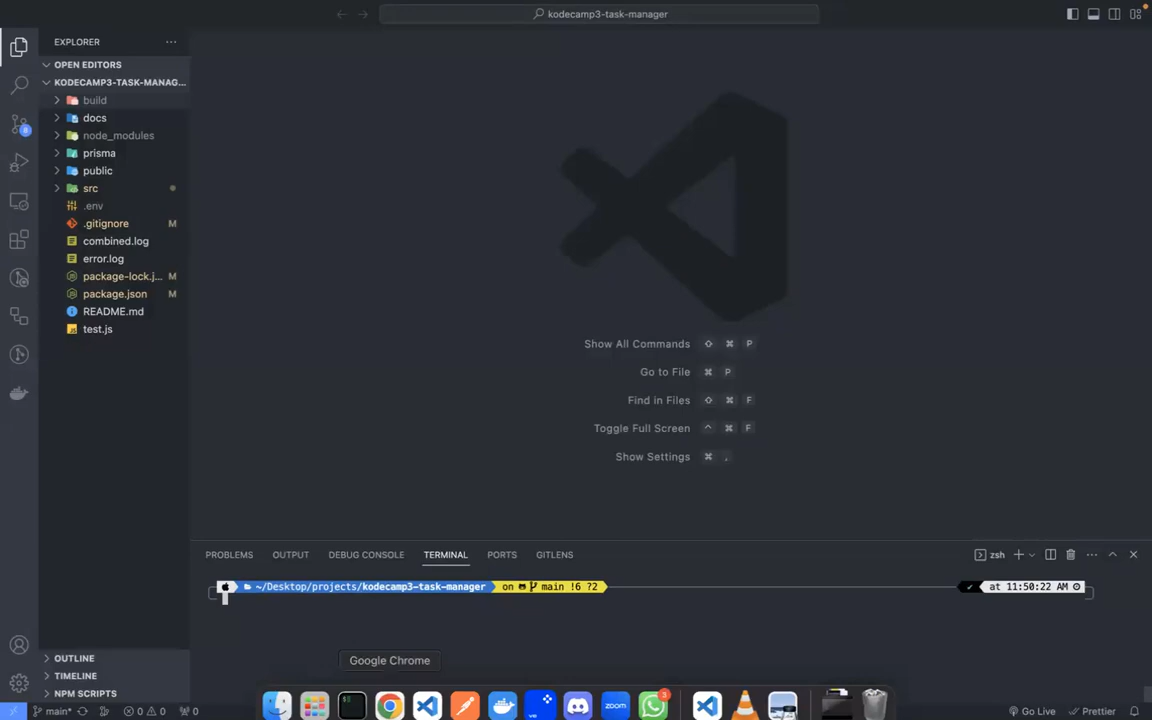 kodecamp3-task-manager
EXPLORER
OPEN EDITORS
KODECAMP3-TASK-MANAG...
build
docs
node_modules
prisma
public
src
.env
.gitignore M
combined.log
error.log
package-lock.j... M
package.json M
README.md
test.js
OUTLINE
TIMELINE
NPM SCRIPTS
8
Show All Commands ⇧ ⌘ P
Go to File ⌘ P
Find in Files ⇧ ⌘ F
Toggle Full Screen ^ ⌘ F
Show Settings ⌘ ,
PROBLEMS OUTPUT DEBUG CONSOLE TERMINAL PORTS GITLENS
zsh
~/Desktop/projects/kodecamp3-task-manager on main !6 ?2
✓ at 11:50:22 AM
Google Chrome
zoom
3
main* 0 0 0
Go Live Prettier